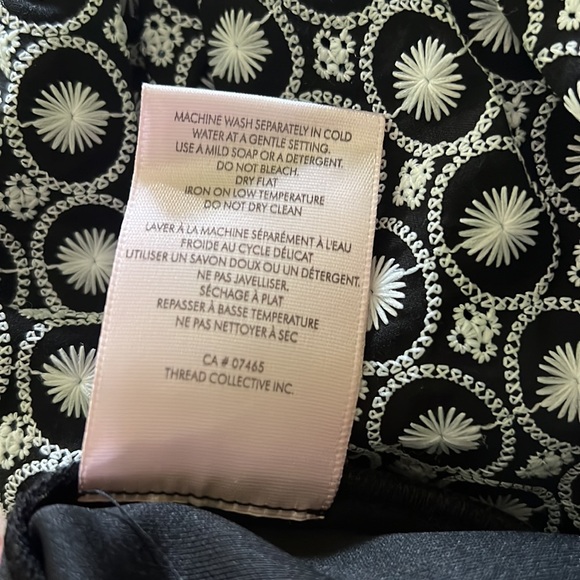 MACHINE WASH SEPARATELY IN COLD
WATER AT A GENTLE SETTING.
USE A MILD SOAP OR A DETERGENT.
DO NOT BLEACH.
DRY FLAT
IRON ON LOW TEMPERATURE
DO NOT DRY CLEAN
LAVER À LA MACHINE SÉPARÉMENT À L'EAU
FROIDE AU CYCLE DÉLICAT
UTILISER UN SAVON DOUX OU UN DÉTERGENT.
NE PAS JAVELLISER.
SÉCHAGE À PLAT
REPASSER À BASSE TEMPERATURE
NE PAS NETTOYER À SEC
CA # 07465
THREAD COLLECTIVE INC.